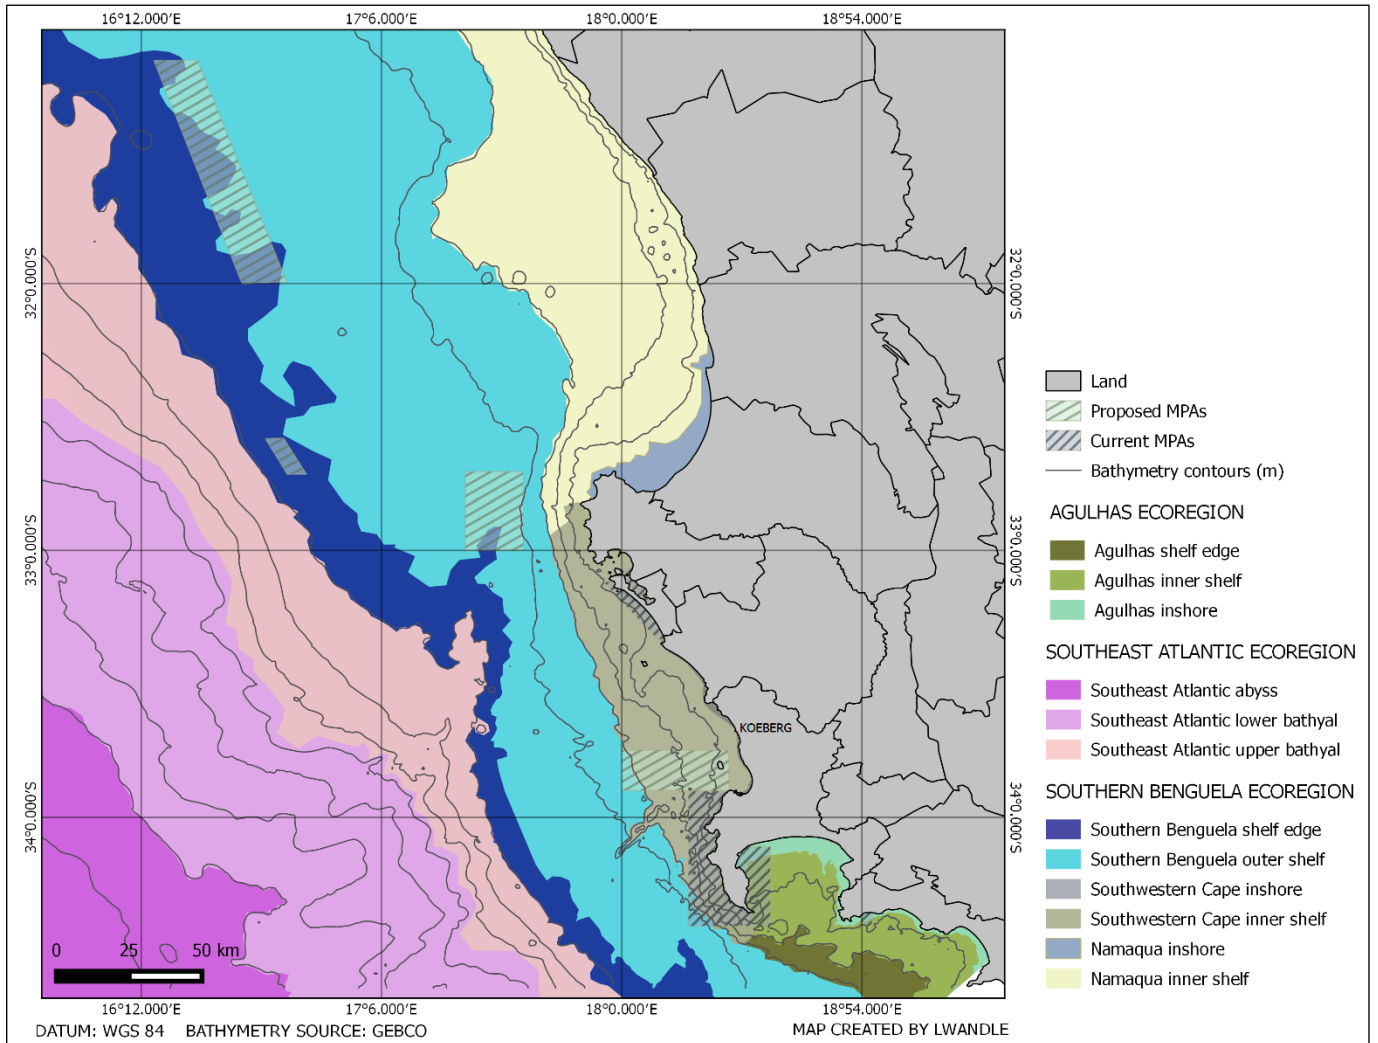 16°12.000′E 17°6.000′E 18°0.000′E 18°54.000′E
32°0.000′S
32°0.000′S
33°0.000′S
33°0.000′S
34°0.000′S
34°0.000′S
KOEBERG
0 25 50 km
16°12.000′E 17°6.000′E 18°0.000′E 18°54.000′E
DATUM: WGS 84 BATHYMETRY SOURCE: GEBCO MAP CREATED BY LWANDLE
Land
Proposed MPAs
Current MPAs
Bathymetry contours (m)
AGULHAS ECOREGION
Agulhas shelf edge
Agulhas inner shelf
Agulhas inshore
SOUTHEAST ATLANTIC ECOREGION
Southeast Atlantic abyss
Southeast Atlantic lower bathyal
Southeast Atlantic upper bathyal
SOUTHERN BENGUELA ECOREGION
Southern Benguela shelf edge
Southern Benguela outer shelf
Southwestern Cape inshore
Southwestern Cape inner shelf
Namaqua inshore
Namaqua inner shelf